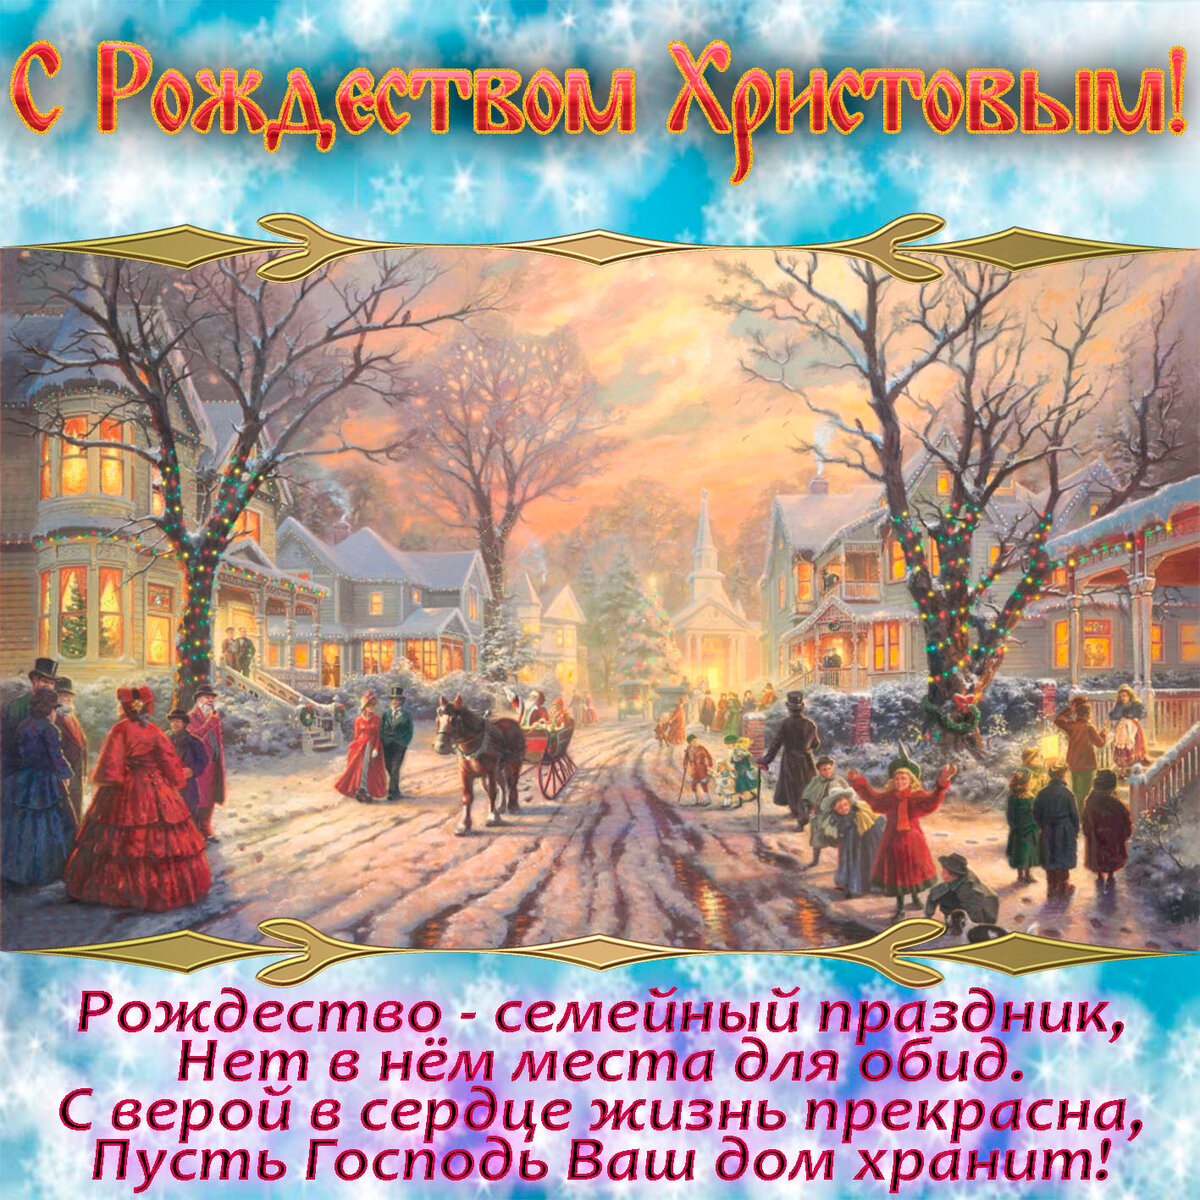 С Рождеством Христовым!
Рождество - семейный праздник,
Нет в нём места для обид.
С верой в сердце жизнь прекрасна,
Пусть Господь Ваш дом хранит!